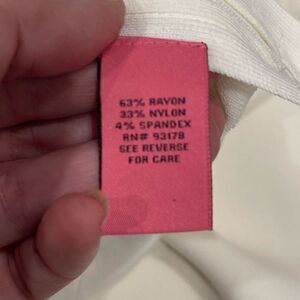 63% RAYON
33% NYLON
4% SPANDEX
RN# 93178
SEE REVERSE
FOR CARE